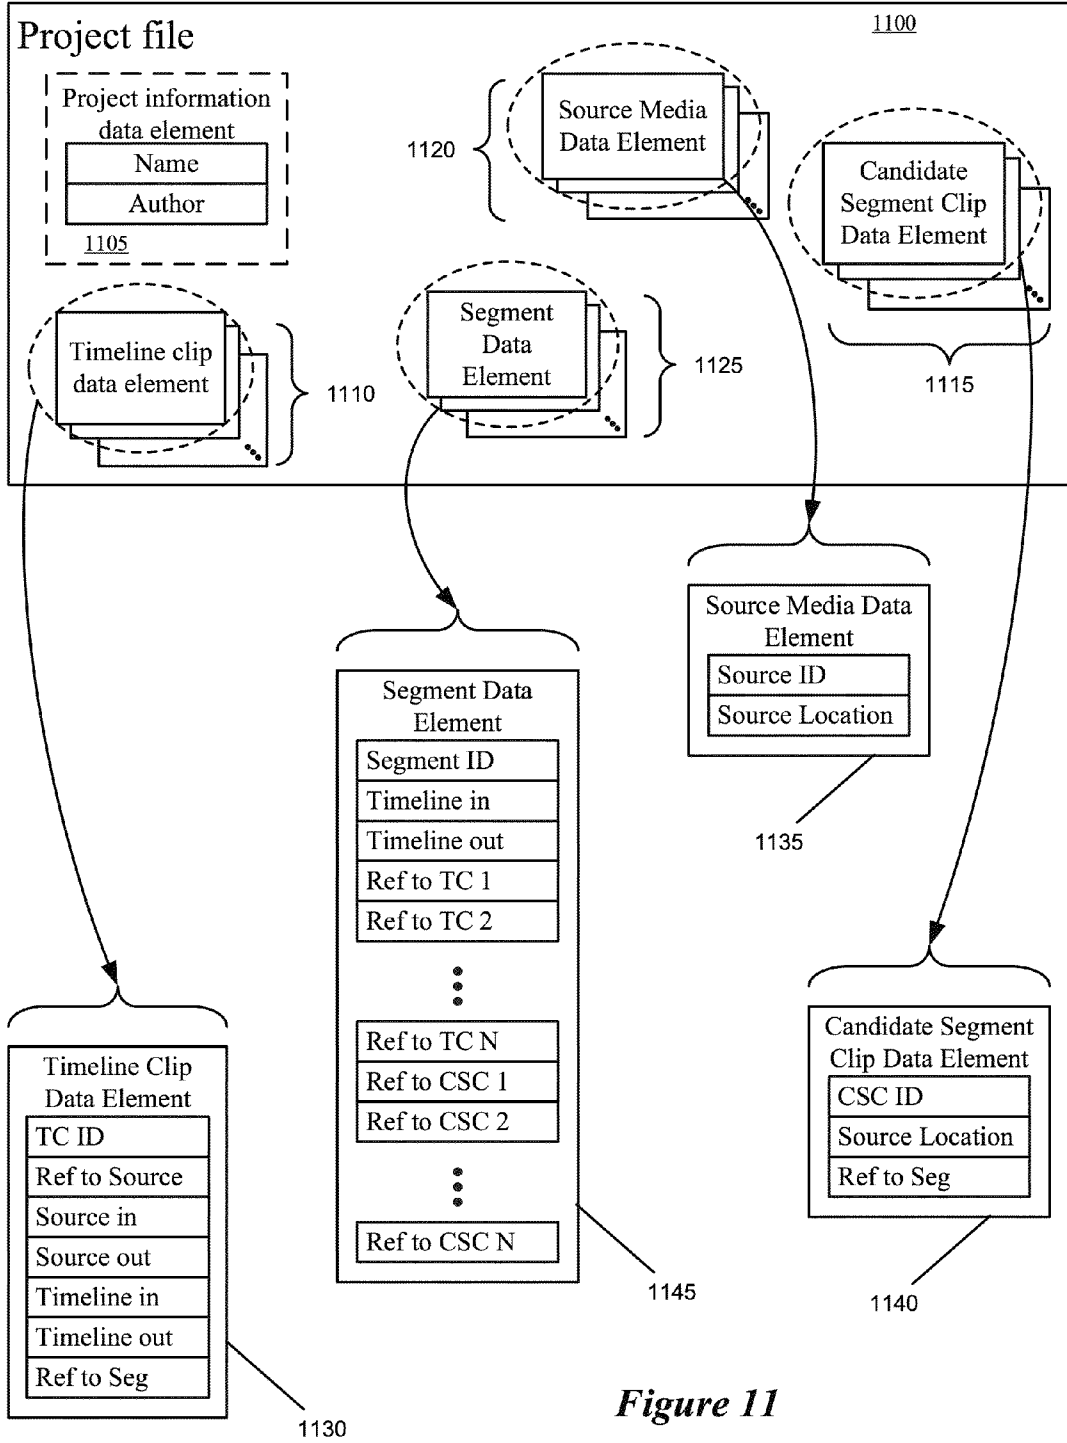 Project file
1100
Project information
data element
Name
Author
1105
1120
Source Media
Data Element
Candidate
Segment Clip
Data Element
1115
Timeline clip
data element
1110
Segment
Data
Element
1125
Source Media Data
Element
Source ID
Source Location
1135
Segment Data
Element
Segment ID
Timeline in
Timeline out
Ref to TC 1
Ref to TC 2
Ref to TC N
Ref to CSC 1
Ref to CSC 2
Ref to CSC N
1145
Candidate Segment
Clip Data Element
CSC ID
Source Location
Ref to Seg
1140
Timeline Clip
Data Element
TC ID
Ref to Source
Source in
Source out
Timeline in
Timeline out
Ref to Seg
1130
Figure 11